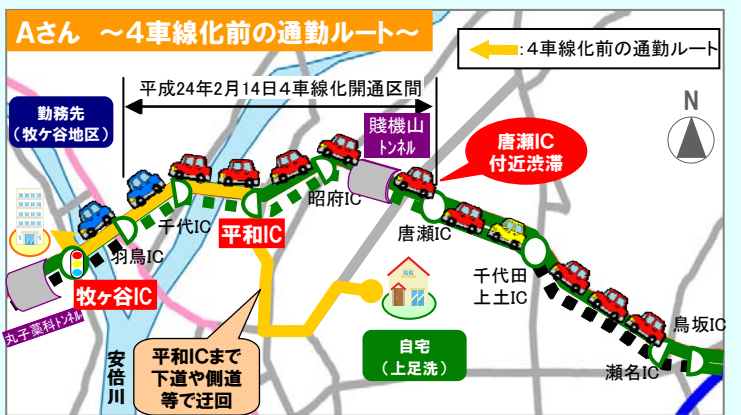 Aさん ～4車線化前の通勤ルート～
:4車線化前の通勤ルート
平成24年2月14日4車線化開通区間
N
勤務先
(牧ケ谷地区)
賤機山
トンネル
唐瀬IC
付近渋滞
昭府IC
千代IC
平和IC
唐瀬IC
羽鳥IC
千代田
上土IC
牧ヶ谷IC
丸子藁科トンネル
鳥坂IC
安倍川
平和ICまで
下道や側道
等で迂回
自宅
(上足洗)
瀬名IC